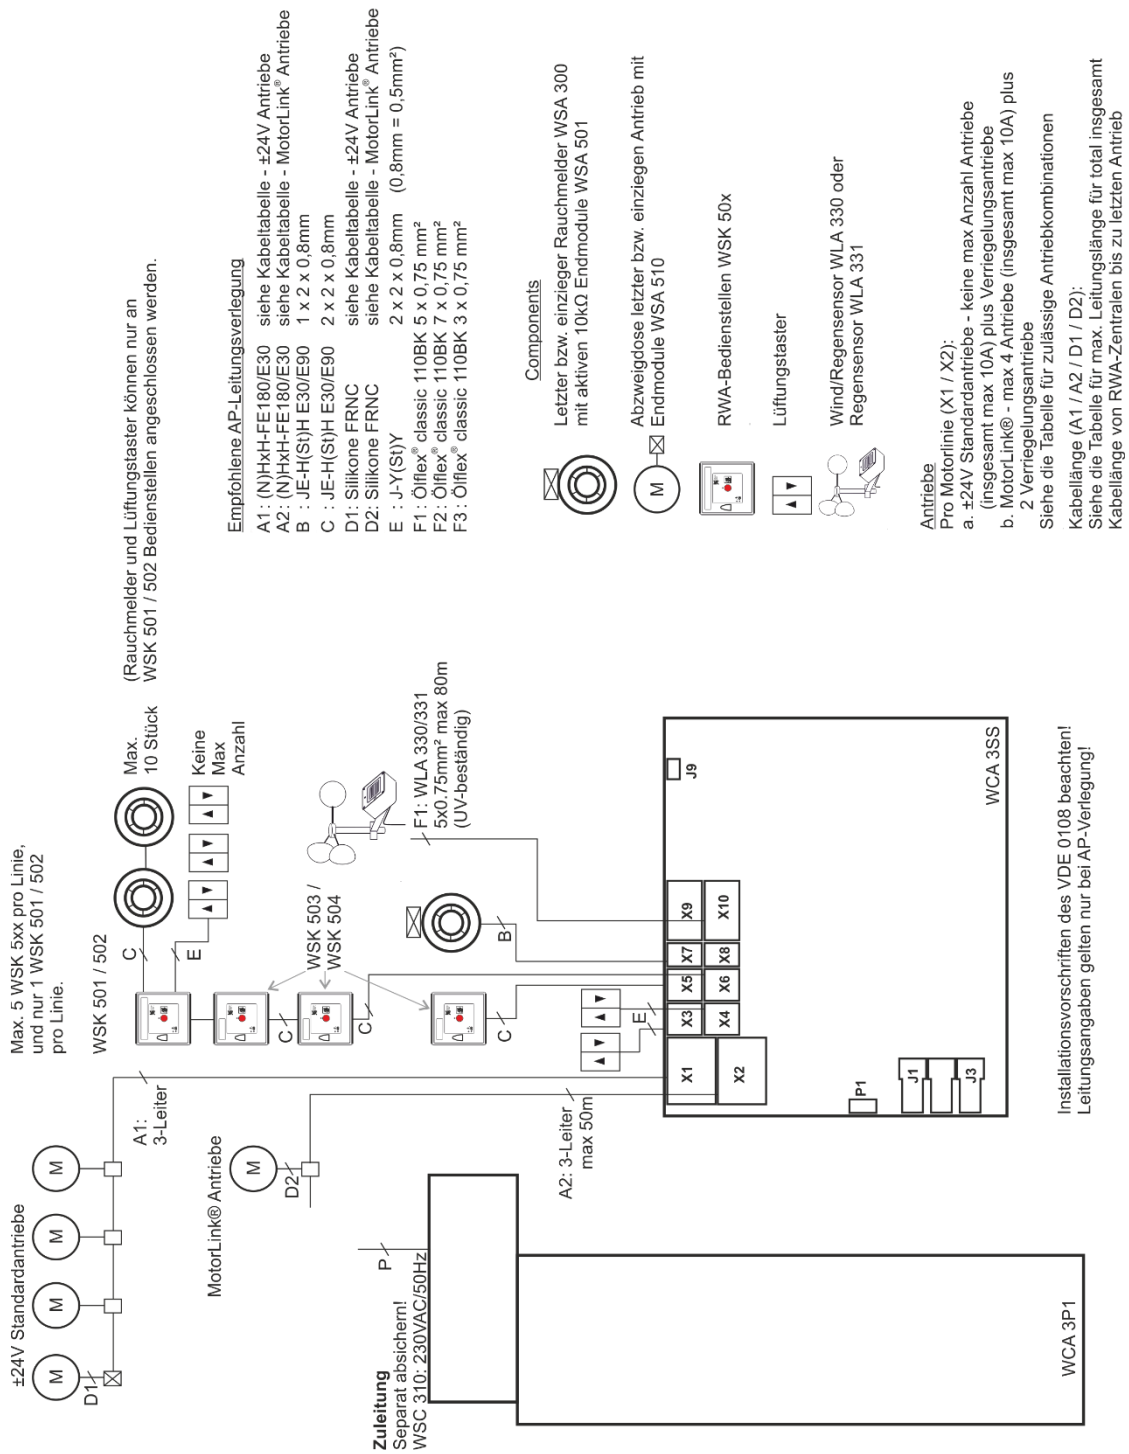 ±24V Standardantriebe
M
M
M
M
D1
A1:
3-Leiter
MotorLink® Antriebe
M
D2
A2: 3-Leiter
max 50m
Zuleitung
Separat absichern!
WSC 310: 230VAC/50Hz
P
WCA 3P1
Max. 5 WSK 5xx pro Linie,
und nur 1 WSK 501 / 502
pro Linie.
WSK 501 / 502
C
E
Max.
10 Stück
Keine
Max
Anzahl
(Rauchmelder und Lüftungstaster können nur an
WSK 501 / 502 Bedienstellen angeschlossen werden.
WSK 503 /
WSK 504
C
C
C
B
E
F1: WLA 330/331
5x0.75mm² max 80m
(UV-beständig)
X1
X3
X5
X7
X9
X2
X4
X6
X8
X10
J9
P1
J1
J3
WCA 3SS
Installationsvorschriften des VDE 0108 beachten!
Leitungsangaben gelten nur bei AP-Verlegung!
Empfohlene AP-Leitungsverlegung
A1: (N)HxH-FE180/E30 siehe Kabeltabelle - ±24V Antriebe
A2: (N)HxH-FE180/E30 siehe Kabeltabelle - MotorLink® Antriebe
B : JE-H(St)H E30/E90 1 x 2 x 0,8mm
C : JE-H(St)H E30/E90 2 x 2 x 0,8mm
D1: Silikone FRNC siehe Kabeltabelle - ±24V Antriebe
D2: Silikone FRNC siehe Kabeltabelle - MotorLink® Antriebe
E : J-Y(St)Y 2 x 2 x 0,8mm (0,8mm = 0,5mm²)
F1: Ölflex® classic 110BK 5 x 0,75 mm²
F2: Ölflex® classic 110BK 7 x 0,75 mm²
F3: Ölflex® classic 110BK 3 x 0,75 mm²
Components
Letzter bzw. einzieger Rauchmelder WSA 300
mit aktiven 10kΩ Endmodule WSA 501
M
Abzweigdose letzter bzw. einziegen Antrieb mit
Endmodule WSA 510
RWA-Bedienstellen WSK 50x
Lüftungstaster
Wind/Regensensor WLA 330 oder
Regensensor WLA 331
Antriebe
Pro Motorlinie (X1 / X2):
a. ±24V Standardantriebe - keine max Anzahl Antriebe
(insgesamt max 10A) plus Verriegelungsantriebe
b. MotorLink® - max 4 Antriebe (insgesamt max 10A) plus
2 Verriegelungsantriebe
Siehe die Tabelle für zulässige Antriebkombinationen
Kabellänge (A1 / A2 / D1 / D2):
Siehe die Tabelle für max. Leitungslänge für total insgesamt
Kabellänge von RWA-Zentralen bis zu letzten Antrieb